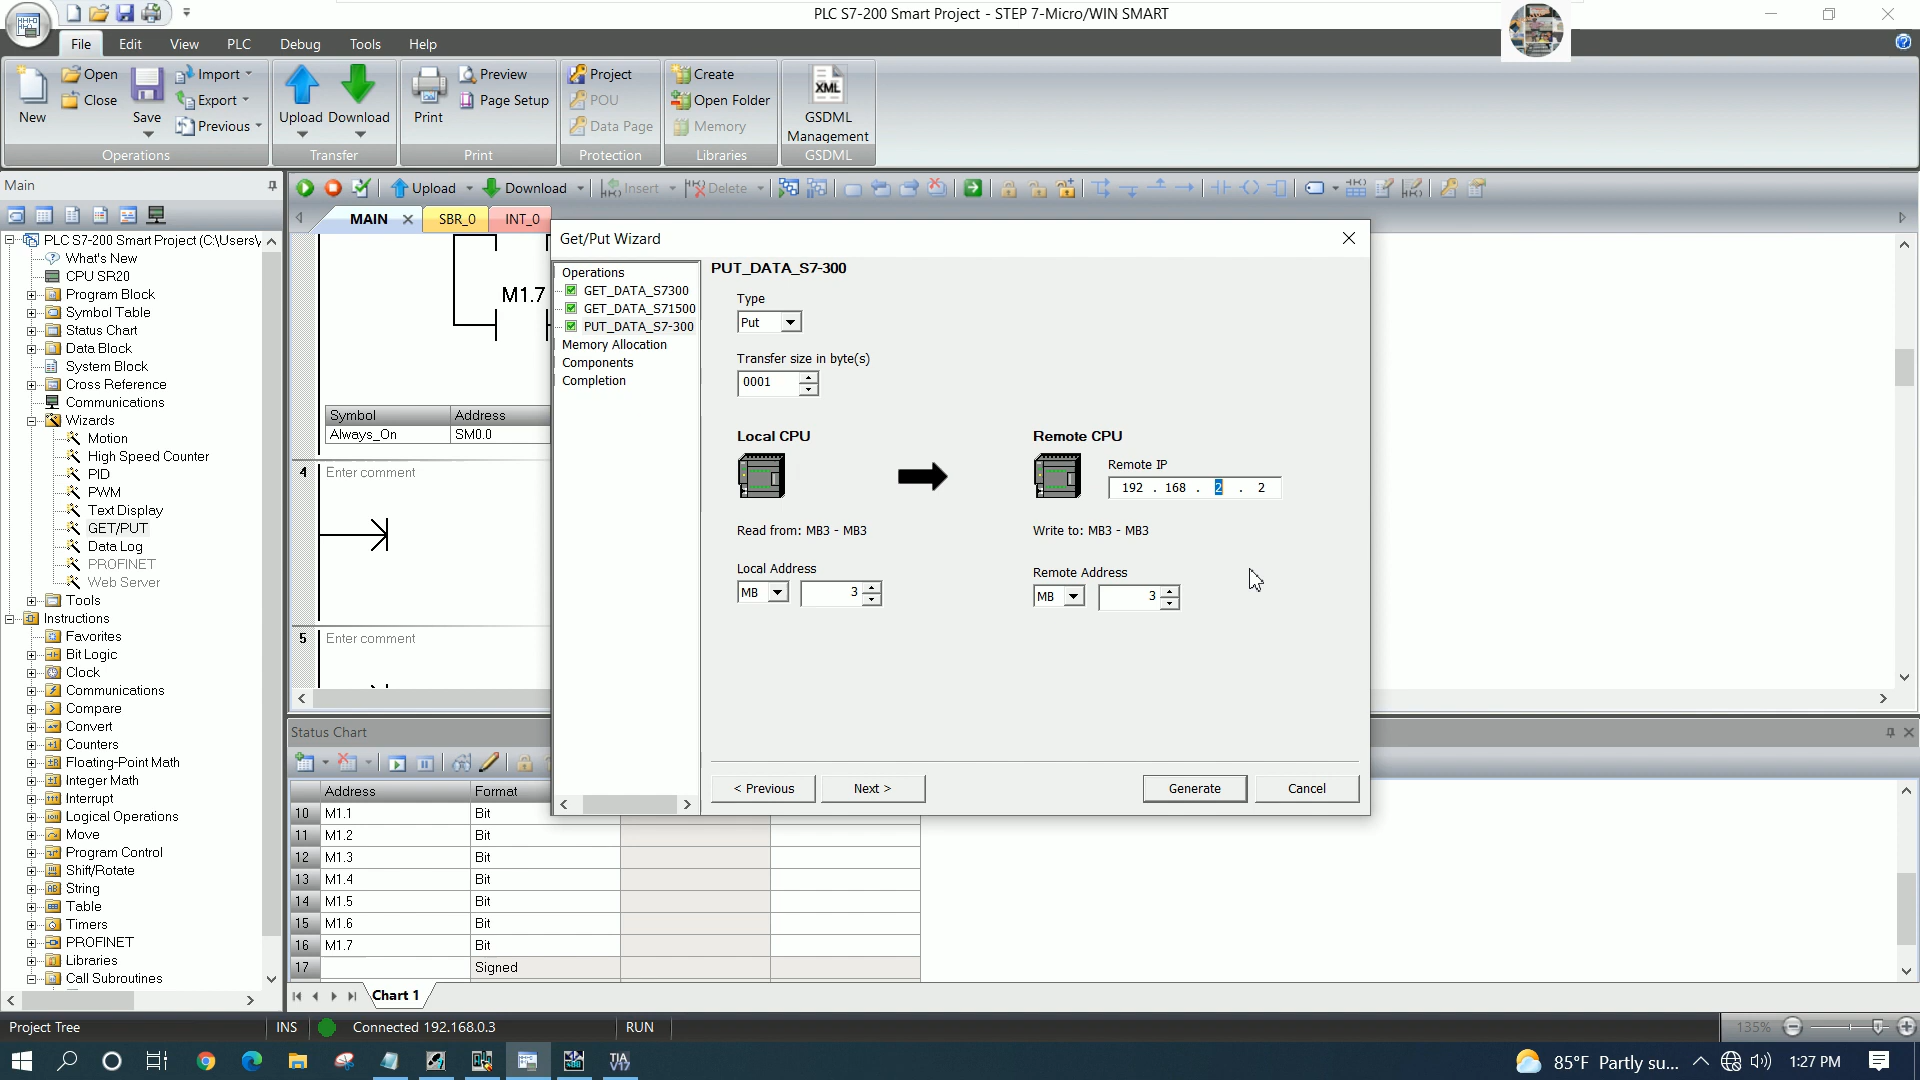 PLC S7-200 Smart Project - STEP 7-Micro/WIN SMART
File Edit View PLC Debug Tools Help
New
Open
Close
Save
Import
Export
Previous
Operations
Upload Download
Transfer
Print
Preview
Page Setup
Print
Project
POU
Data Page
Protection
Create
Open Folder
Memory
Libraries
XML
GSDML
Management
GSDML
Main
Upload Download Insert Delete
MAIN SBR_0 INT_0
PLC S7-200 Smart Project (C:\Users\
What's New
CPU SR20
Program Block
Symbol Table
Status Chart
Data Block
System Block
Cross Reference
Communications
Wizards
Motion
High Speed Counter
PID
PWM
Text Display
GET/PUT
Data Log
PROFINET
Web Server
Tools
Instructions
Favorites
Bit Logic
Clock
Communications
Compare
Convert
Counters
Floating-Point Math
Integer Math
Interrupt
Logical Operations
Move
Program Control
Shift/Rotate
String
Table
Timers
PROFINET
Libraries
Call Subroutines
M1.7
Symbol Address
Always_On SM0.0
4 Enter comment
5 Enter comment
Get/Put Wizard
Operations
GET_DATA_S7300
GET_DATA_S71500
PUT_DATA_S7-300
Memory Allocation
Components
Completion
PUT_DATA_S7-300
Type
Put
Transfer size in byte(s)
0001
Local CPU
Remote CPU
Remote IP
192 . 168 . 2 . 2
Read from: MB3 - MB3
Write to: MB3 - MB3
Local Address
MB 3
Remote Address
MB 3
< Previous Next > Generate Cancel
Status Chart
Address Format
10 M1.1 Bit
11 M1.2 Bit
12 M1.3 Bit
13 M1.4 Bit
14 M1.5 Bit
15 M1.6 Bit
16 M1.7 Bit
17 Signed
Chart 1
Project Tree INS Connected 192.168.0.3 RUN 135%
TIA V17
85°F Partly su... 1:27 PM